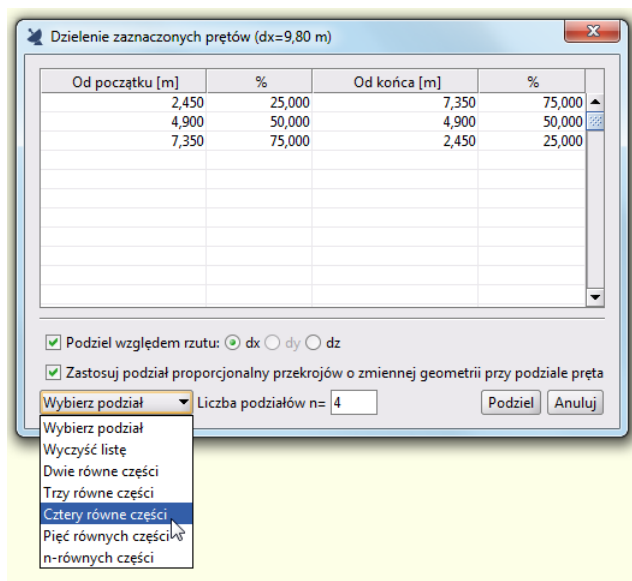 Dzielenie zaznaczonych prętów (dx=9,80 m)
Od początku [m] % Od końca [m] %
2,450 25,000 7,350 75,000
4,900 50,000 4,900 50,000
7,350 75,000 2,450 25,000
Podziel względem rzutu: dx dy dz
Zastosuj podział proporcjonalny przekrojów o zmiennej geometrii przy podziale pręta
Wybierz podział Liczba podziałów n= 4 Podziel Anuluj
Wybierz podział
Wyczyść listę
Dwie równe części
Trzy równe części
Cztery równe części
Pięć równych części
n-równych części